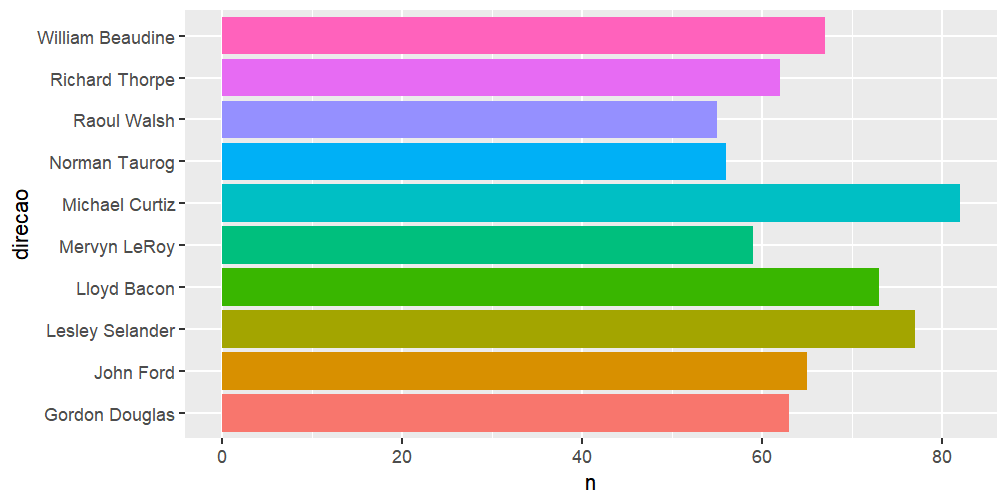 William Beaudine
Richard Thorpe
Raoul Walsh
Norman Taurog
Michael Curtiz
Mervyn LeRoy
Lloyd Bacon
Lesley Selander
John Ford
Gordon Douglas
direcao
0 20 40 60 80
n